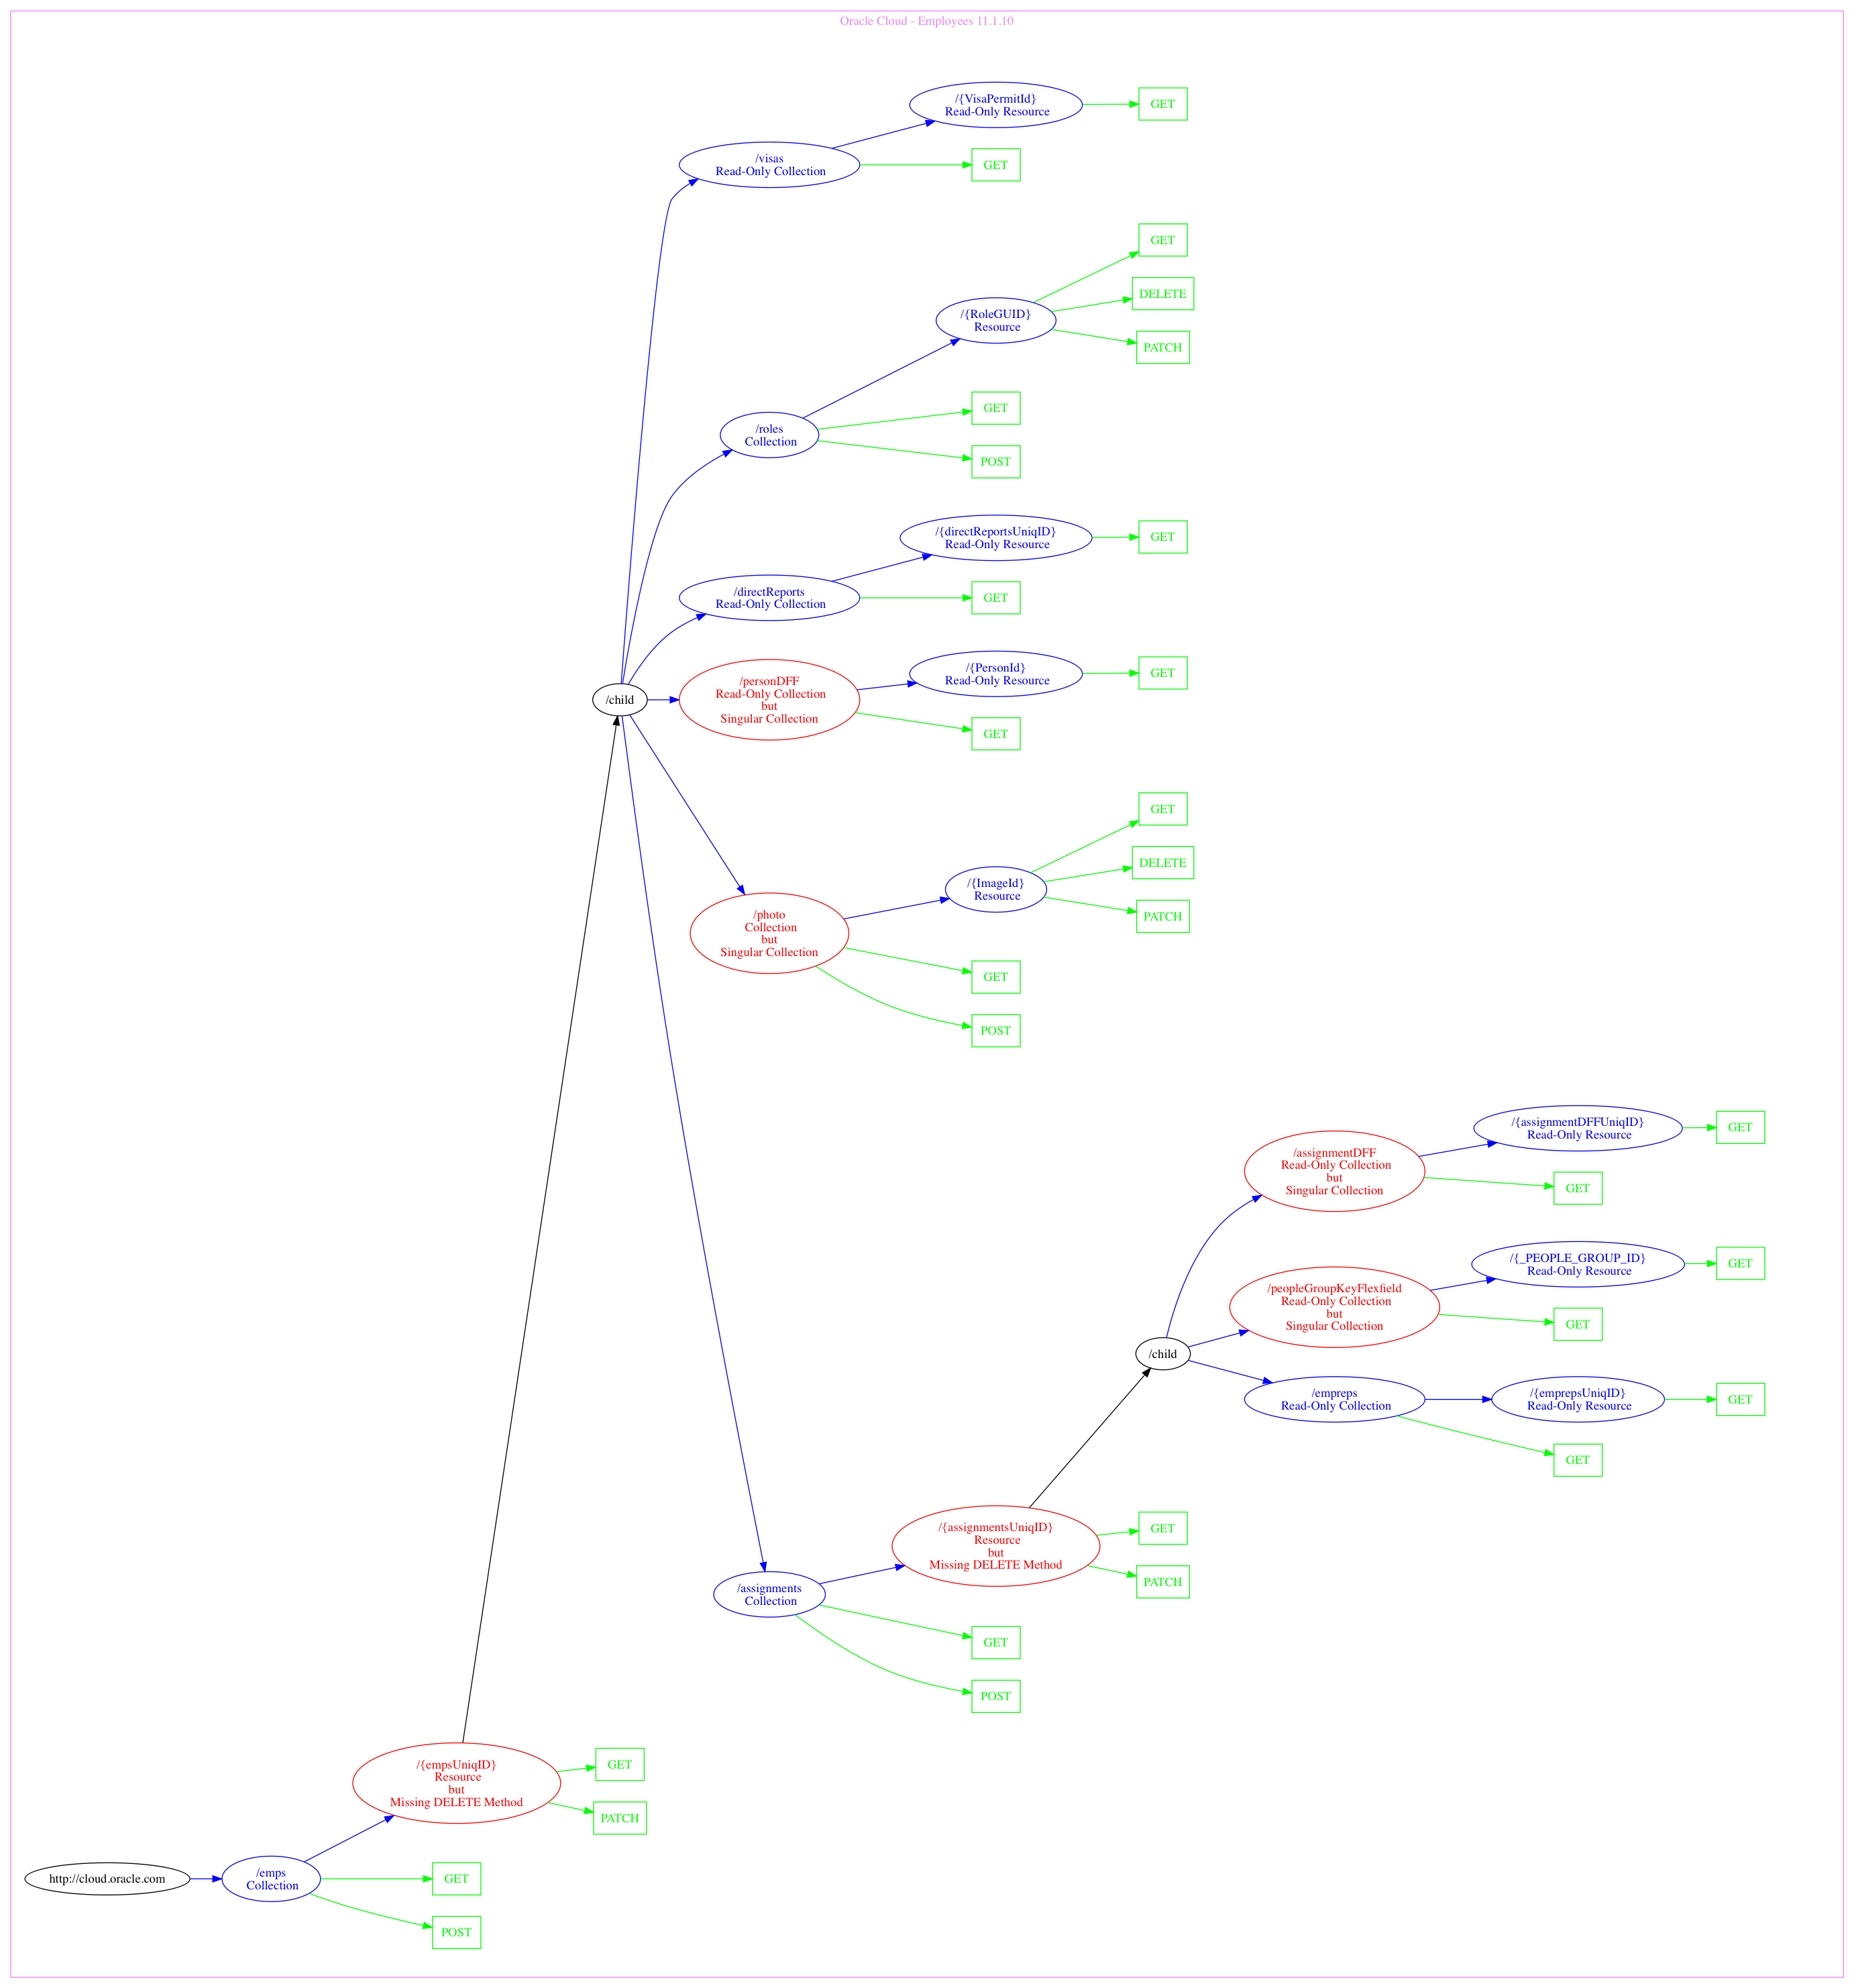 Oracle Cloud - Employees 11.1.10
/{VisaPermitId}
Read-Only Resource
GET
/visas
Read-Only Collection
GET
GET
DELETE
/{RoleGUID}
Resource
PATCH
GET
/roles
Collection
POST
/{directReportsUniqID}
Read-Only Resource
GET
/directReports
Read-Only Collection
GET
/{PersonId}
Read-Only Resource
GET
/child
/personDFF
Read-Only Collection
but
Singular Collection
GET
GET
DELETE
/{ImageId}
Resource
PATCH
/photo
Collection
but
Singular Collection
GET
POST
/{assignmentDFFUniqID}
Read-Only Resource
GET
/assignmentDFF
Read-Only Collection
but
Singular Collection
GET
/{_PEOPLE_GROUP_ID}
Read-Only Resource
GET
/peopleGroupKeyFlexfield
Read-Only Collection
but
Singular Collection
GET
/child
/empreps
Read-Only Collection
/{emprepsUniqID}
Read-Only Resource
GET
GET
/{assignmentsUniqID}
Resource
but
Missing DELETE Method
GET
PATCH
/assignments
Collection
GET
POST
/{empsUniqID}
Resource
but
Missing DELETE Method
GET
PATCH
http://cloud.oracle.com
/emps
Collection
GET
POST